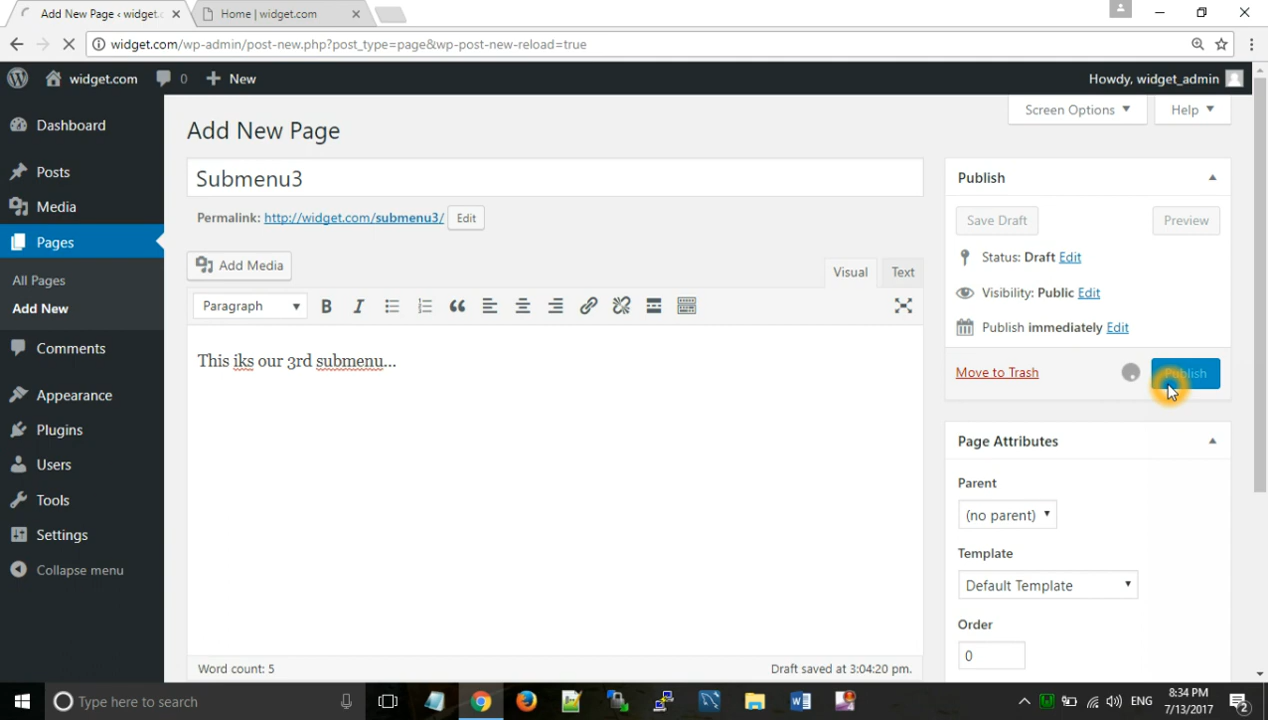 Add New Page ‹ widget.c
Home | widget.com
widget.com/wp-admin/post-new.php?post_type=page&wp-post-new-reload=true
widget.com
0
New
Howdy, widget_admin
Screen Options
Help
Dashboard
Posts
Media
Pages
All Pages
Add New
Comments
Appearance
Plugins
Users
Tools
Settings
Collapse menu
Add New Page
Submenu3
Permalink: http://widget.com/submenu3/ Edit
Add Media
Visual
Text
Paragraph
This iks our 3rd submenu...
Word count: 5
Draft saved at 3:04:20 pm.
Publish
Save Draft
Preview
Status: Draft Edit
Visibility: Public Edit
Publish immediately Edit
Move to Trash
Publish
Page Attributes
Parent
(no parent)
Template
Default Template
Order
0
Type here to search
ENG
8:34 PM
7/13/2017
2